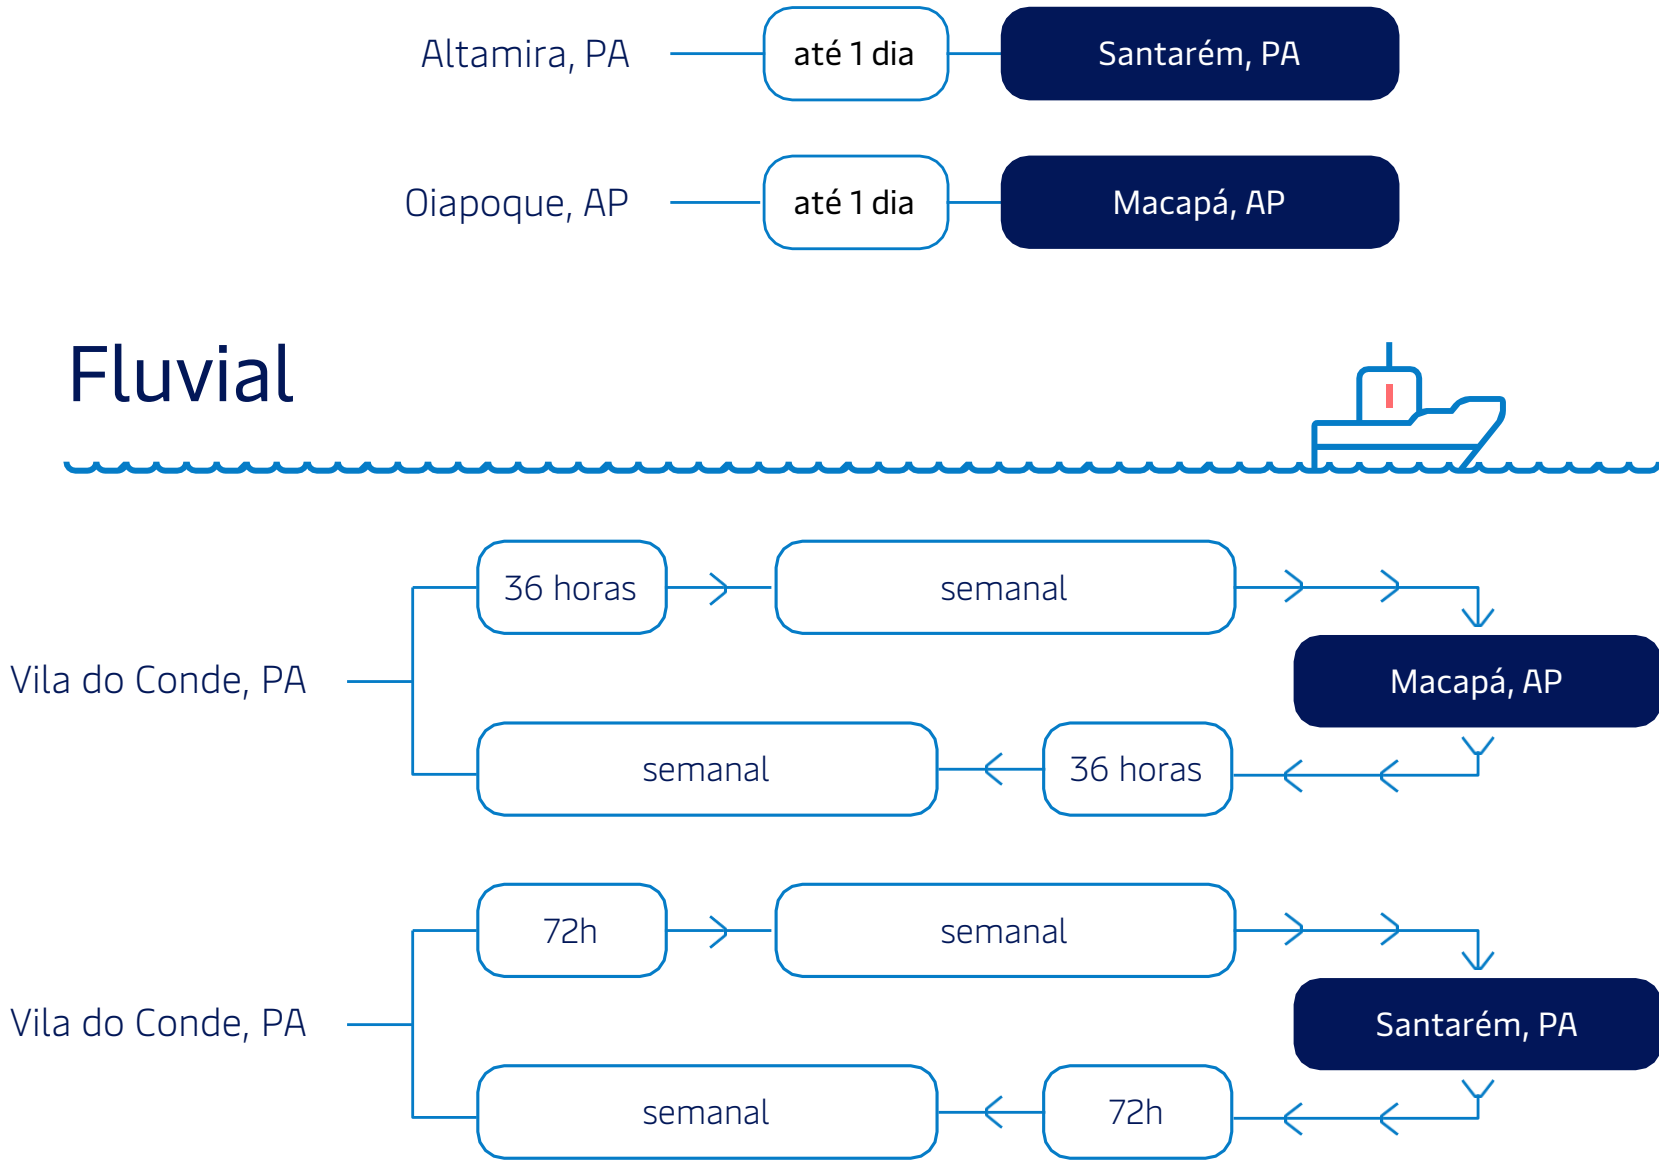 Altamira, PA
até 1 dia
Santarém, PA
Oiapoque, AP
até 1 dia
Macapá, AP
Fluvial
36 horas
semanal
Vila do Conde, PA
Macapá, AP
semanal
36 horas
72h
semanal
Vila do Conde, PA
Santarém, PA
semanal
72h